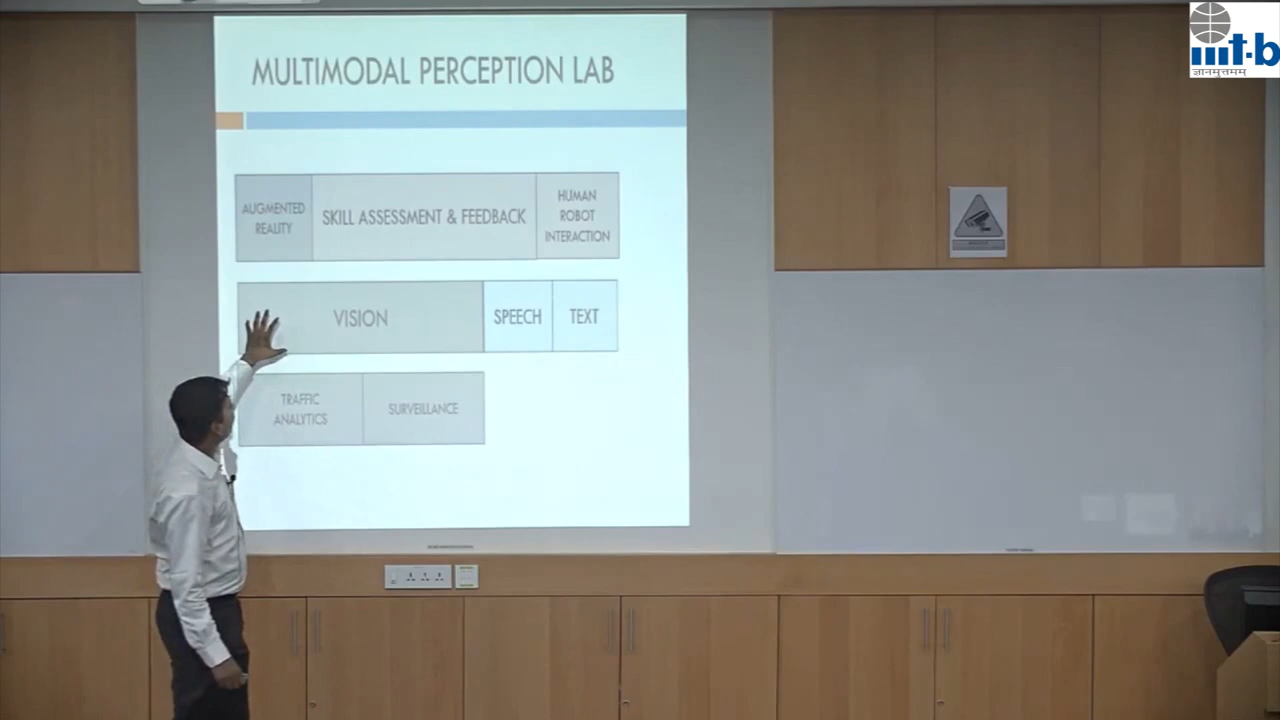 MULTIMODAL PERCEPTION LAB
AUGMENTED
REALITY
SKILL ASSESSMENT & FEEDBACK
HUMAN
ROBOT
INTERACTION
VISION
SPEECH
TEXT
TRAFFIC
ANALYTICS
SURVEILLANCE
iiit-b
ज्ञानमुत्तमम्